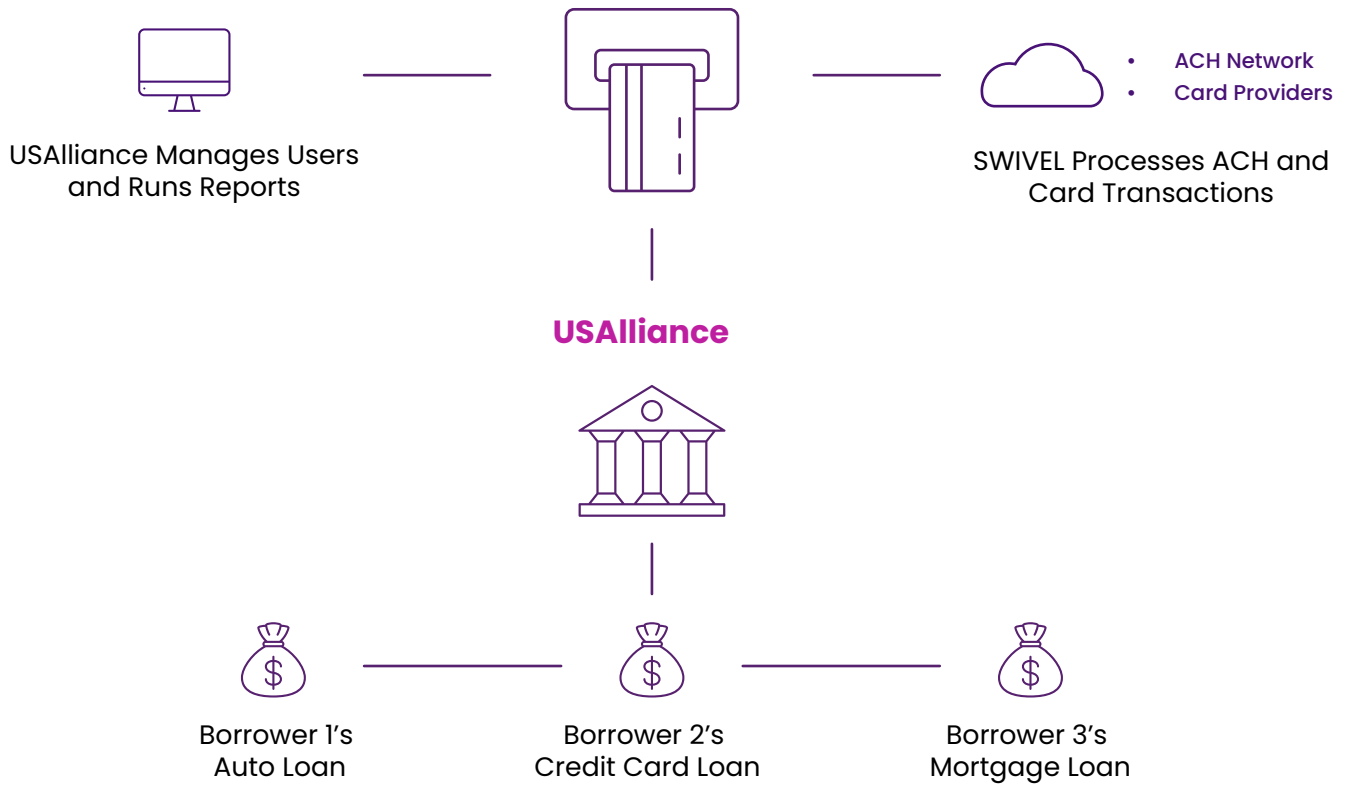 ACH Network
Card Providers
USAlliance Manages Users
and Runs Reports
SWIVEL Processes ACH and
Card Transactions
USAlliance
$
$
$
Borrower 1’s
Auto Loan
Borrower 2’s
Credit Card Loan
Borrower 3’s
Mortgage Loan